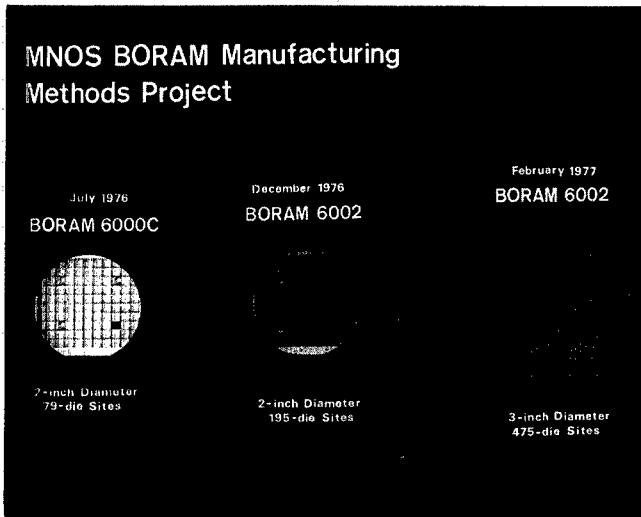 MNOS BORAM Manufacturing
Methods Project
July 1976
BORAM 6000C
2-inch Diameter
79-die Sites
December 1976
BORAM 6002
2-inch Diameter
195-die Sites
February 1977
BORAM 6002
3-inch Diameter
475-die Sites